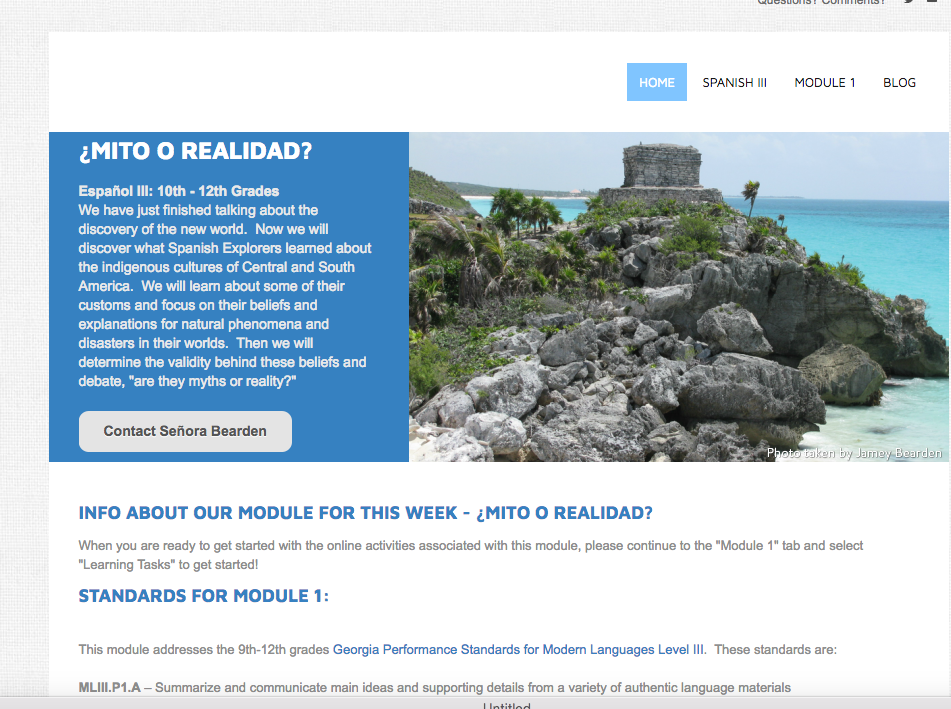 Questions? Comments?
HOME SPANISH III MODULE 1 BLOG
¿MITO O REALIDAD?
Español III: 10th - 12th Grades
We have just finished talking about the
discovery of the new world.  Now we will
discover what Spanish Explorers learned about
the indigenous cultures of Central and South
America.  We will learn about some of their
customs and focus on their beliefs and
explanations for natural phenomena and
disasters in their worlds.  Then we will
determine the validity behind these beliefs and
debate, "are they myths or reality?"
Contact Señora Bearden
Photo taken by Jamey Bearden
INFO ABOUT OUR MODULE FOR THIS WEEK - ¿MITO O REALIDAD?
When you are ready to get started with the online activities associated with this module, please continue to the "Module 1" tab and select
"Learning Tasks" to get started!
STANDARDS FOR MODULE 1:
This module addresses the 9th-12th grades Georgia Performance Standards for Modern Languages Level III.  These standards are:
MLIII.P1.A – Summarize and communicate main ideas and supporting details from a variety of authentic language materials
Untitled